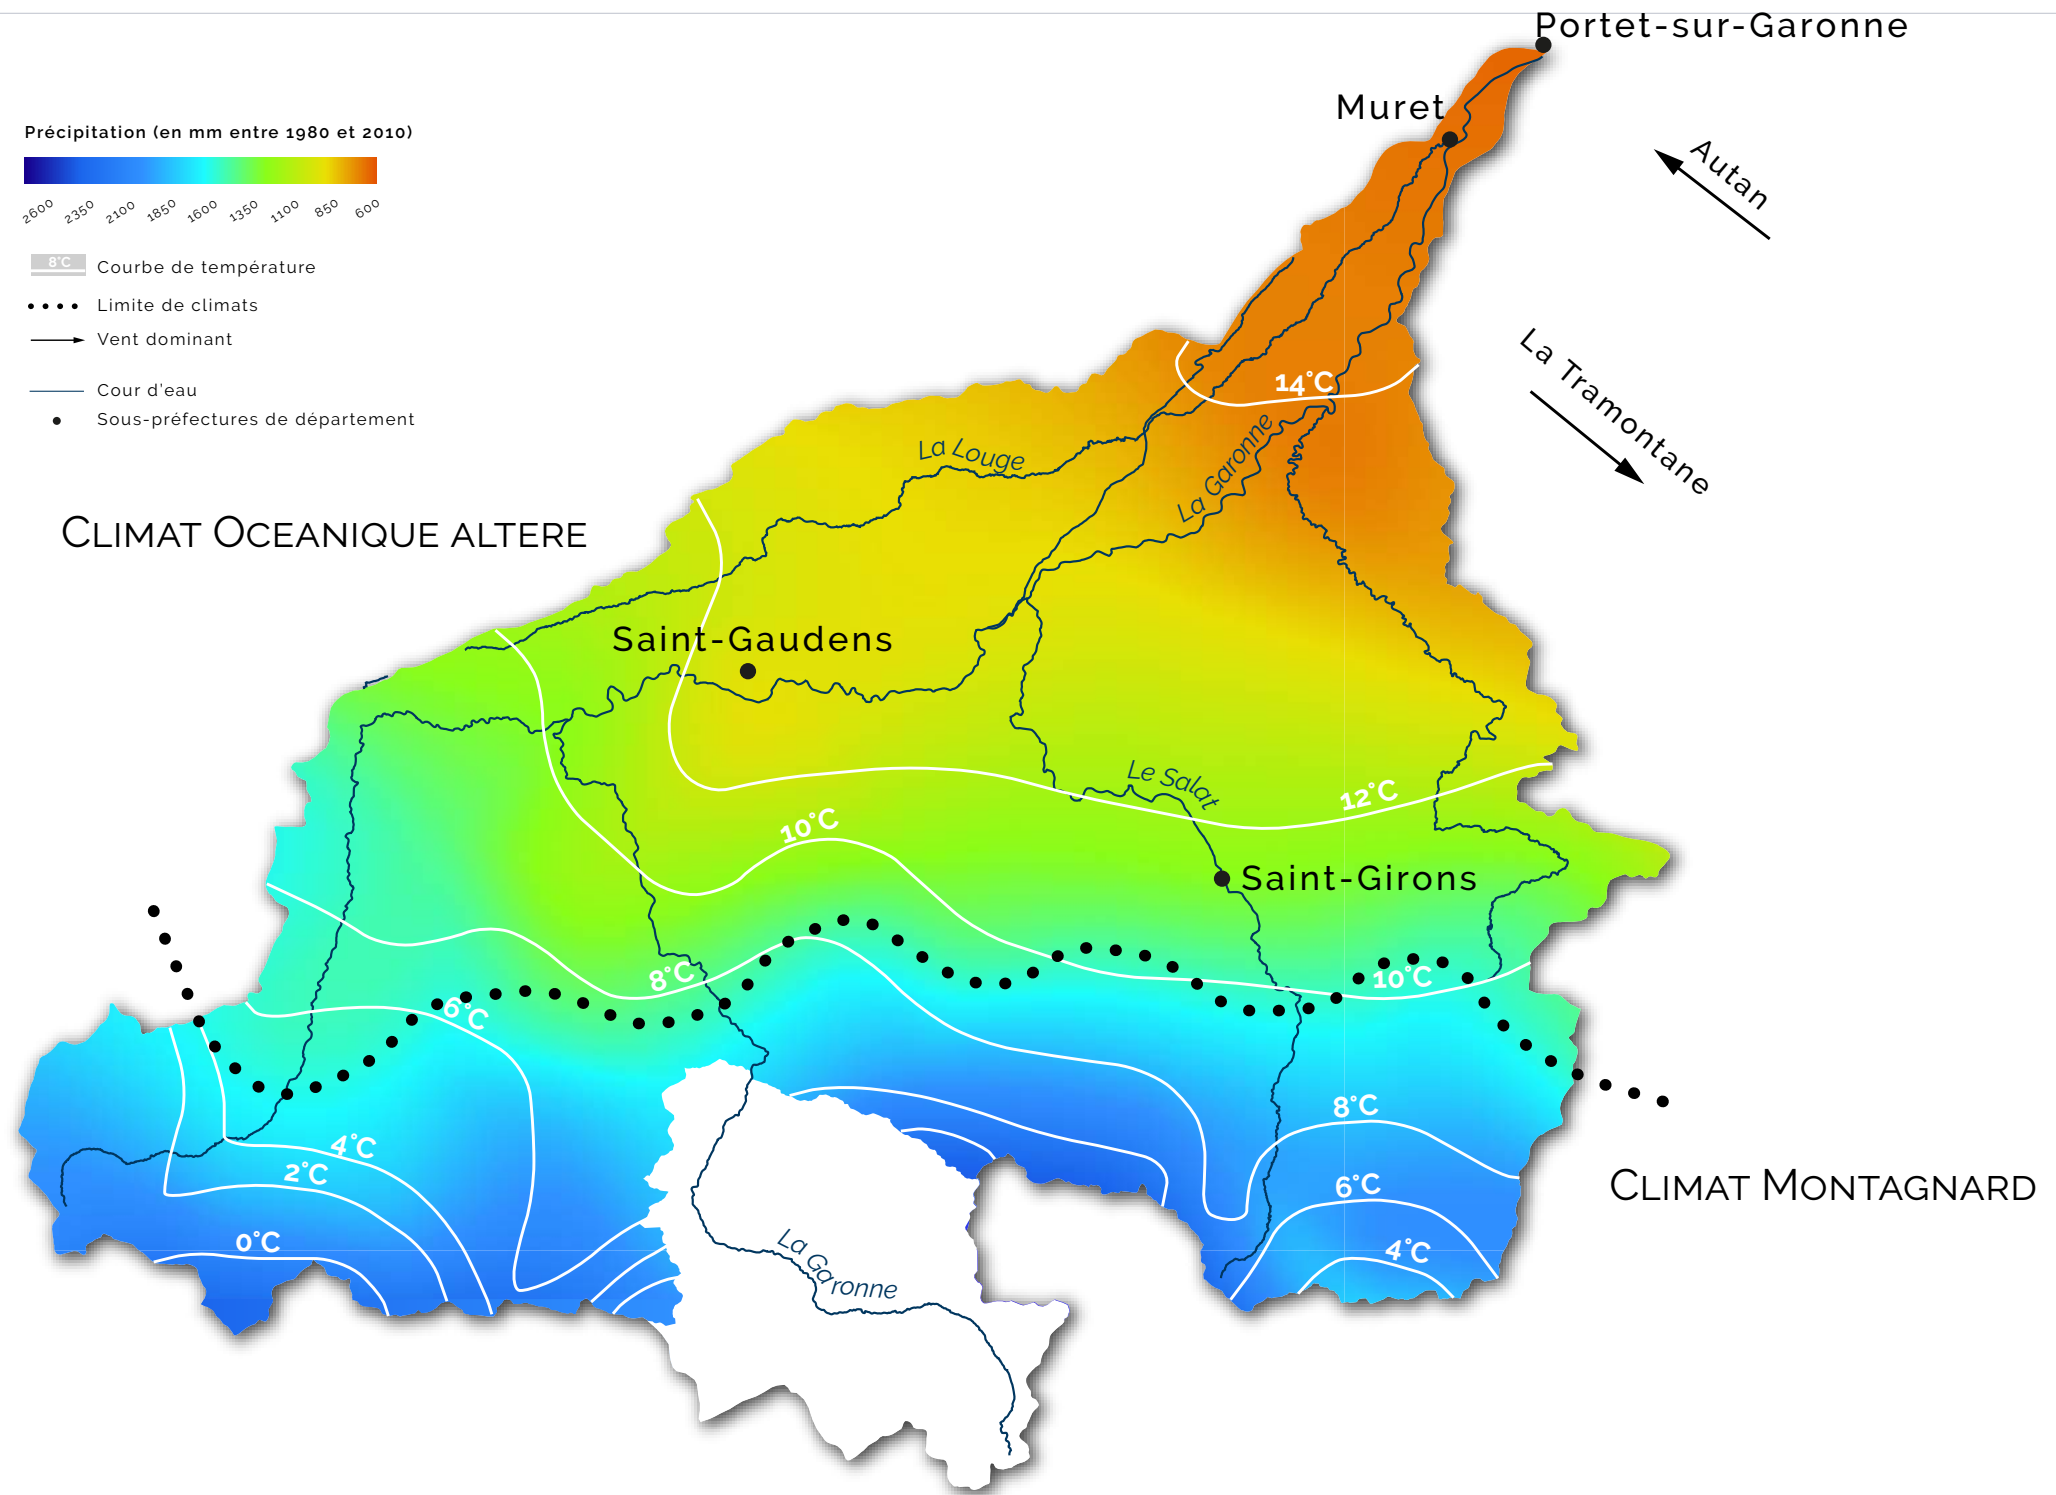 Portet-sur-Garonne
Muret
Autan
Précipitation (en mm entre 1980 et 2010)
2600 2350 2100 1850 1600 1350 1100 850 600
8°C Courbe de température
Limite de climats
Vent dominant
Cour d'eau
Sous-préfectures de département
La Tramontane
14°C
La Louge
La Garonne
CLIMAT OCEANIQUE ALTERE
Saint-Gaudens
Le Salat
12°C
10°C
Saint-Girons
8°C
10°C
6°C
8°C
4°C
2°C
6°C
CLIMAT MONTAGNARD
0°C
4°C
La Garonne